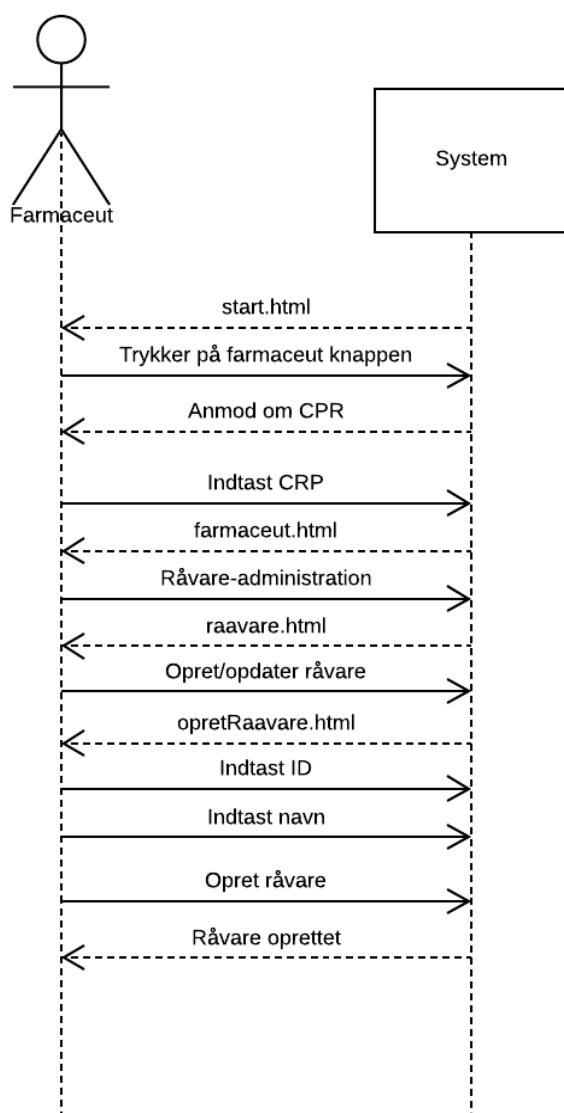 System
Farmaceut
start.html
Trykker på farmaceut knappen
Anmod om CPR
Indtast CRP
farmaceut.html
Råvare-administration
raavare.html
Opret/opdater råvare
opretRaavare.html
Indtast ID
Indtast navn
Opret råvare
Råvare oprettet